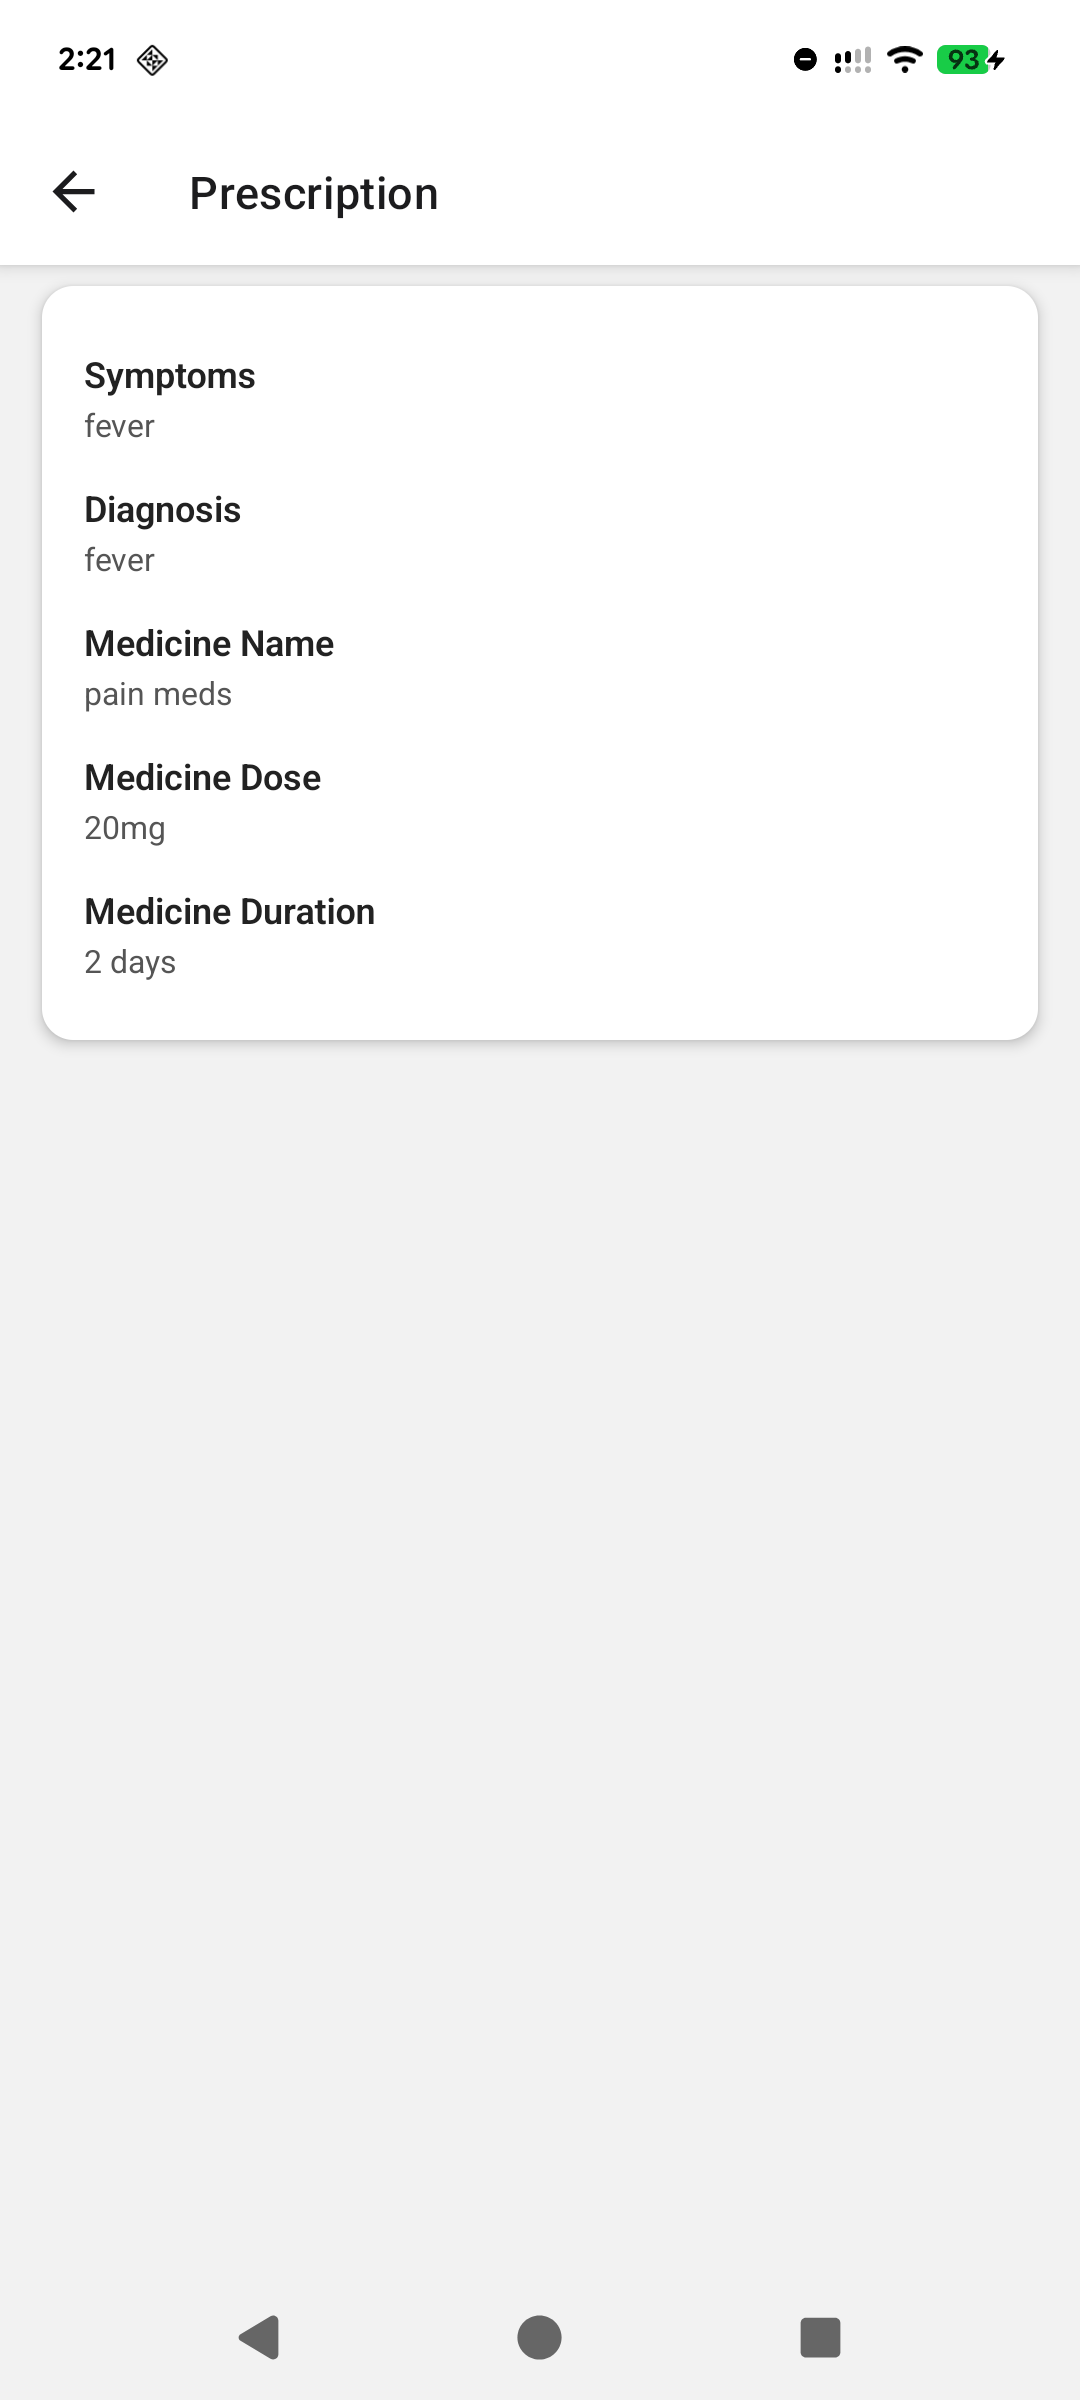 2:21
93
Prescription
Symptoms
fever
Diagnosis
fever
Medicine Name
pain meds
Medicine Dose
20mg
Medicine Duration
2 days